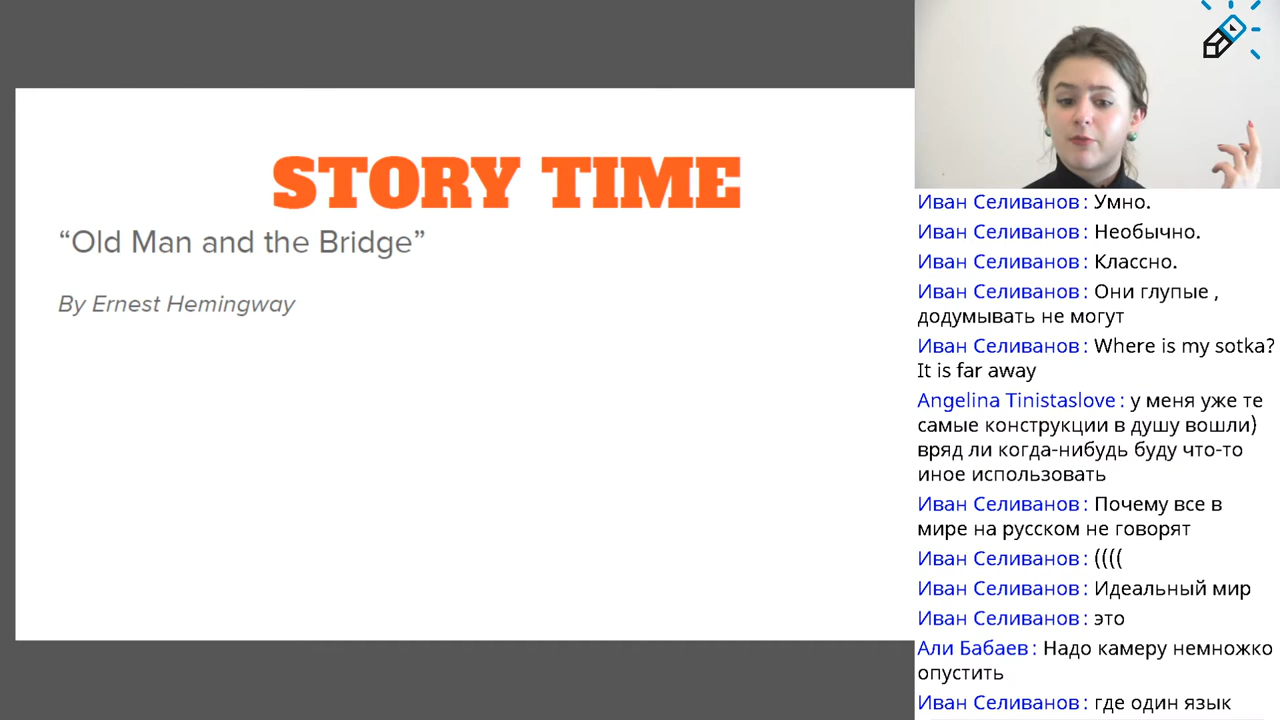 STORY TIME
“Old Man and the Bridge”
By Ernest Hemingway
Иван Селиванов : Умно.
Иван Селиванов : Необычно.
Иван Селиванов : Классно.
Иван Селиванов : Они глупые ,
додумывать не могут
Иван Селиванов : Where is my sotka?
It is far away
Angelina Tinistaslove : у меня уже те
самые конструкции в душу вошли)
вряд ли когда-нибудь буду что-то
иное использовать
Иван Селиванов : Почему все в
мире на русском не говорят
Иван Селиванов : ((((
Иван Селиванов : Идеальный мир
Иван Селиванов : это
Али Бабаев : Надо камеру немножко
опустить
Иван Селиванов : где один язык